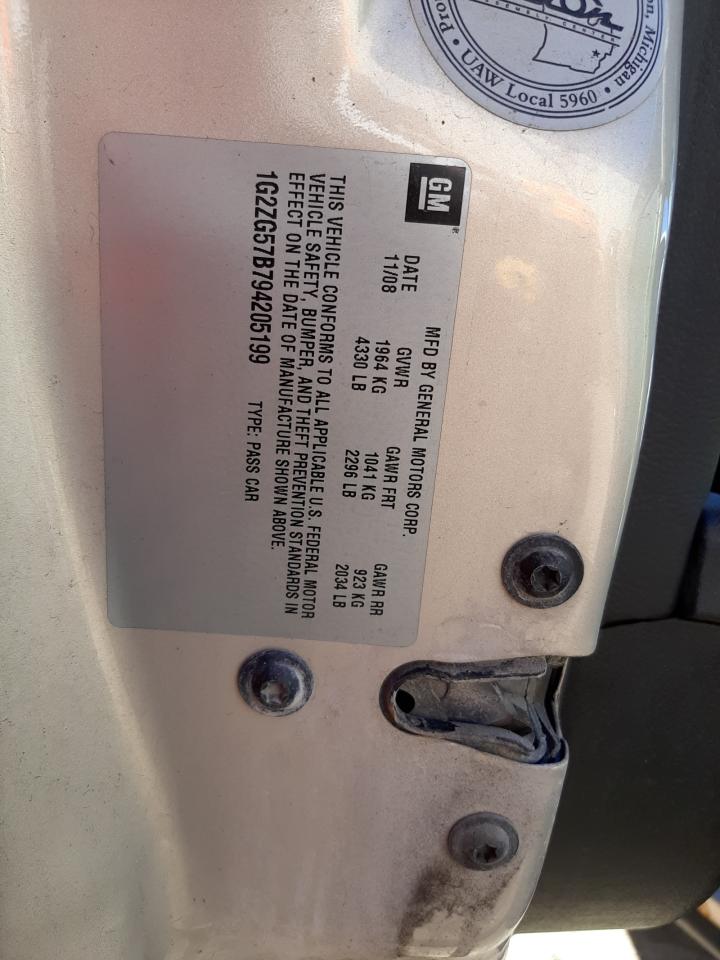 on, Michigan
ASSEMBLY CENTER
UAW Local 5960
GM
MFD BY GENERAL MOTORS CORP.
DATE GVWR GAWR FRT GAWR RR
11/08 1964 KG 1041 KG 923 KG
4330 LB 2296 LB 2034 LB
THIS VEHICLE CONFORMS TO ALL APPLICABLE U.S. FEDERAL MOTOR
VEHICLE SAFETY, BUMPER, AND THEFT PREVENTION STANDARDS IN
EFFECT ON THE DATE OF MANUFACTURE SHOWN ABOVE.
1G2ZG57B794205199 TYPE: PASS CAR